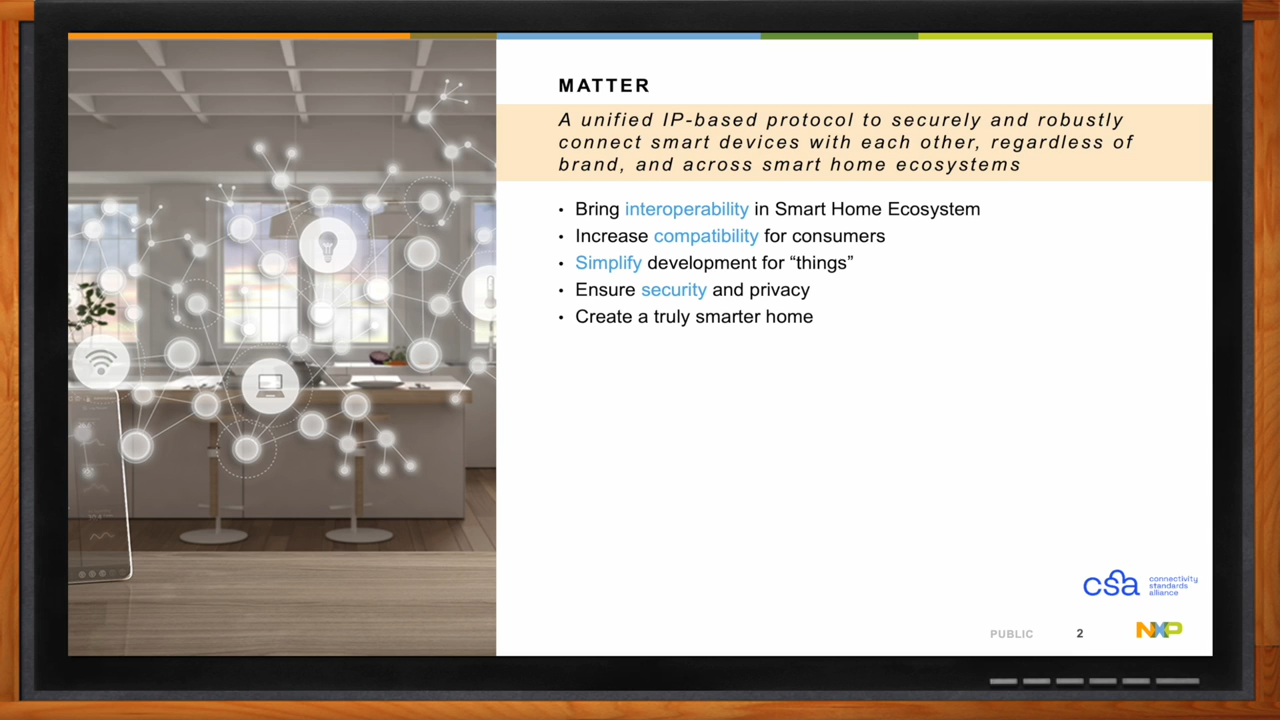 MATTER
A unified IP-based protocol to securely and robustly
connect smart devices with each other, regardless of
brand, and across smart home ecosystems
• Bring interoperability in Smart Home Ecosystem
• Increase compatibility for consumers
• Simplify development for “things”
• Ensure security and privacy
• Create a truly smarter home
csa connectivity
standards
alliance
PUBLIC 2 NXP